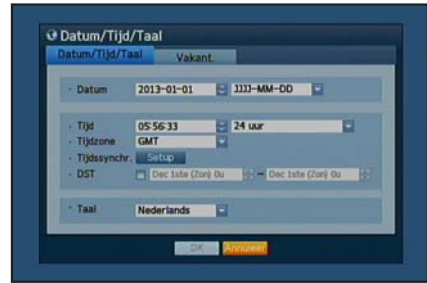 Datum/Tijd/Taal
Datum/Tijd/Taal Vakant.
Datum 2013-01-01 JJJJ-MM-DD
Tijd 05:56:33 24 uur
Tijdzone GMT
Tijdssynchr. Setup
DST Dec 1ste (Zon) 0u – Dec 1ste (Zon) 0u
Taal Nederlands
OK Annuleer